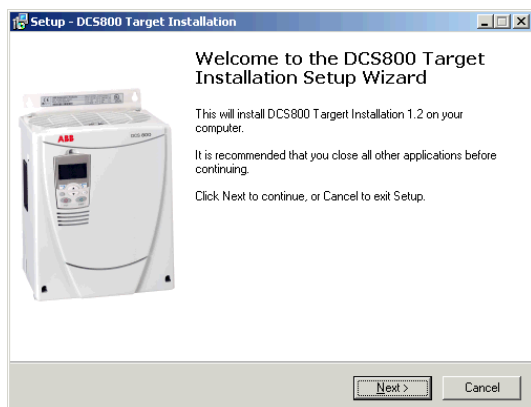 Setup - DCS800 Target Installation
Welcome to the DCS800 Target
Installation Setup Wizard
This will install DCS800 Targert Installation 1.2 on your
computer.
It is recommended that you close all other applications before
continuing.
Click Next to continue, or Cancel to exit Setup.
ABB
DCS 800
Next >
Cancel